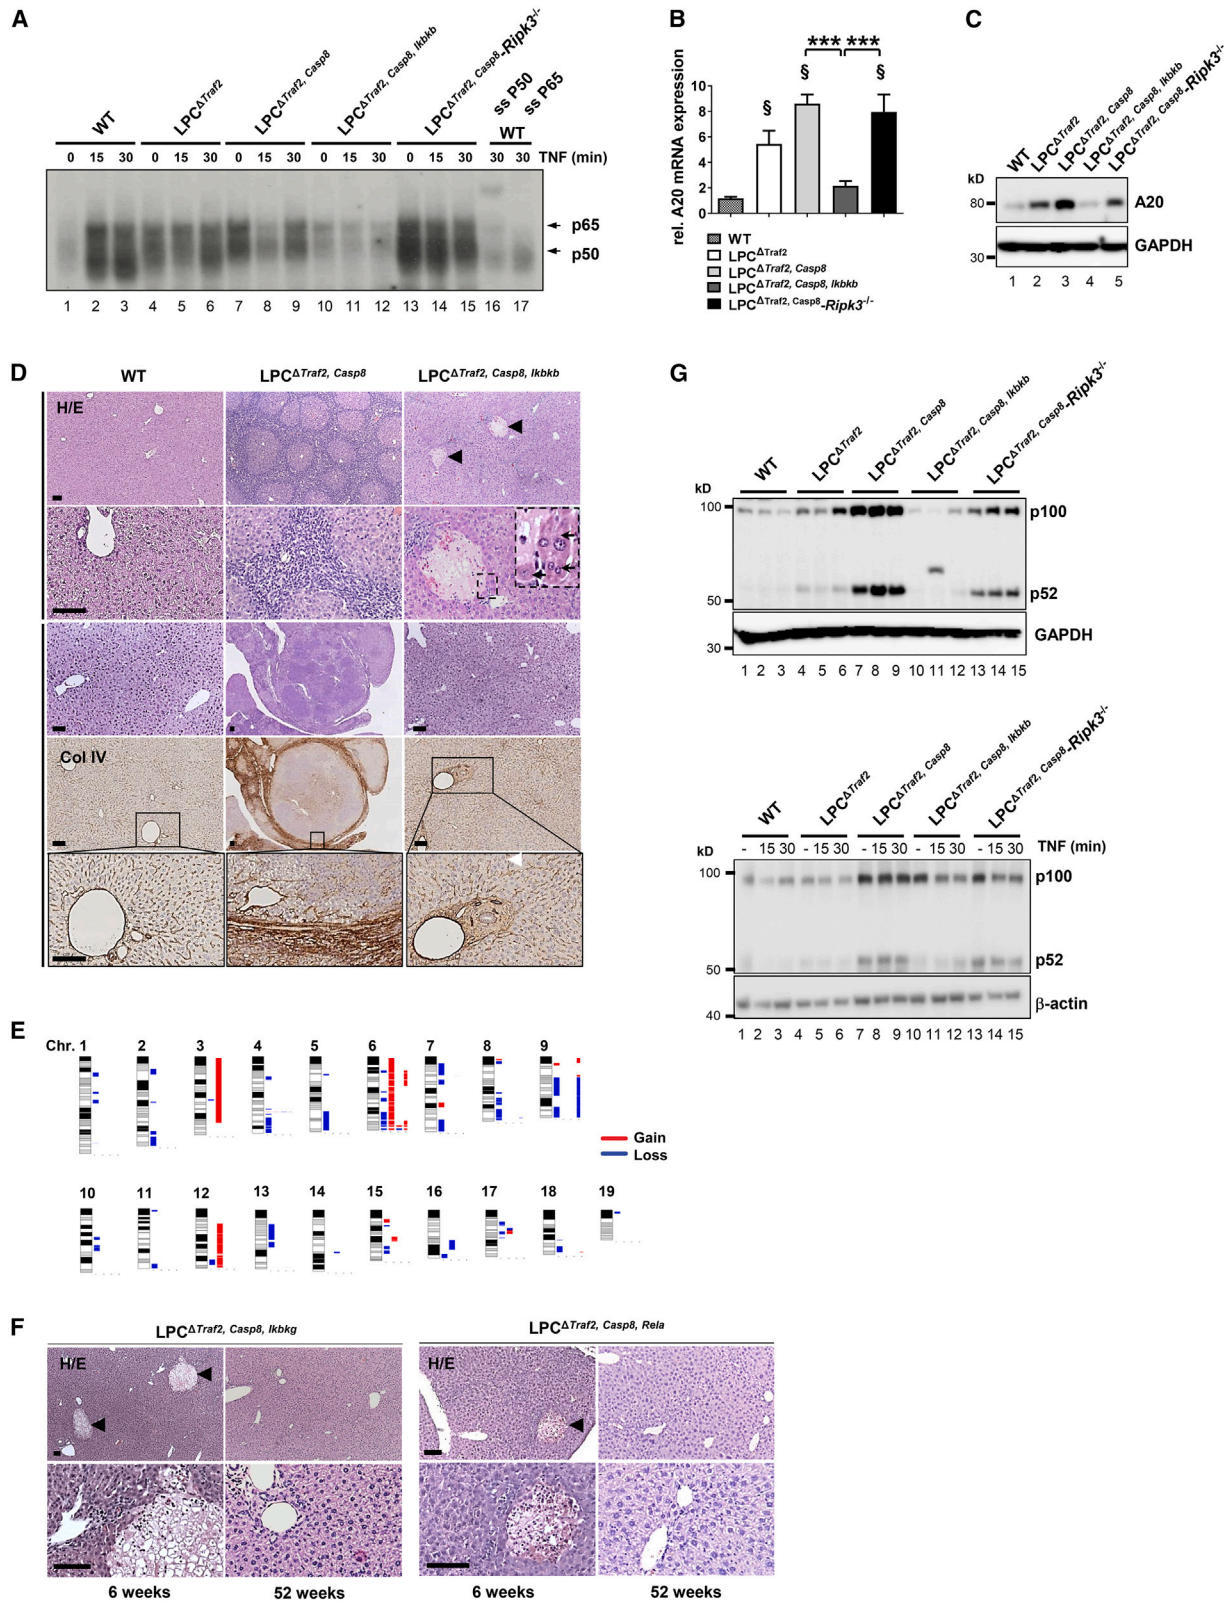 A
WT
LPCΔTraf2
LPCΔTraf2, Casp8
LPCΔTraf2, Casp8, Ikbkb
LPCΔTraf2, Casp8-Ripk3-/-
ss P50
ss P65
WT
0 15 30 0 15 30 0 15 30 0 15 30 0 15 30 30 30 TNF (min)
p65
p50
1 2 3 4 5 6 7 8 9 10 11 12 13 14 15 16 17
B
rel. A20 mRNA expression
10
8
6
4
2
0
§
§
***
***
§
WT
LPCΔTraf2
LPCΔTraf2, Casp8
LPCΔTraf2, Casp8, Ikbkb
LPCΔTraf2, Casp8-Ripk3-/-
C
WT
LPCΔTraf2
LPCΔTraf2, Casp8
LPCΔTraf2, Casp8, Ikbkb
LPCΔTraf2, Casp8-Ripk3-/-
kD
80
A20
30
GAPDH
1 2 3 4 5
D
WT
LPCΔTraf2, Casp8
LPCΔTraf2, Casp8, Ikbkb
H/E
Col IV
E
Chr. 1 2 3 4 5 6 7 8 9
Gain
Loss
10 11 12 13 14 15 16 17 18 19
F
LPCΔTraf2, Casp8, Ikbkg
LPCΔTraf2, Casp8, Rela
H/E
H/E
6 weeks
52 weeks
6 weeks
52 weeks
G
WT
LPCΔTraf2
LPCΔTraf2, Casp8
LPCΔTraf2, Casp8, Ikbkb
LPCΔTraf2, Casp8-Ripk3-/-
kD
100
p100
50
p52
30
GAPDH
1 2 3 4 5 6 7 8 9 10 11 12 13 14 15
WT
LPCΔTraf2
LPCΔTraf2, Casp8
LPCΔTraf2, Casp8, Ikbkb
LPCΔTraf2, Casp8-Ripk3-/-
kD
- 15 30 - 15 30 - 15 30 - 15 30 - 15 30 TNF (min)
100
p100
50
p52
40
β-actin
1 2 3 4 5 6 7 8 9 10 11 12 13 14 15